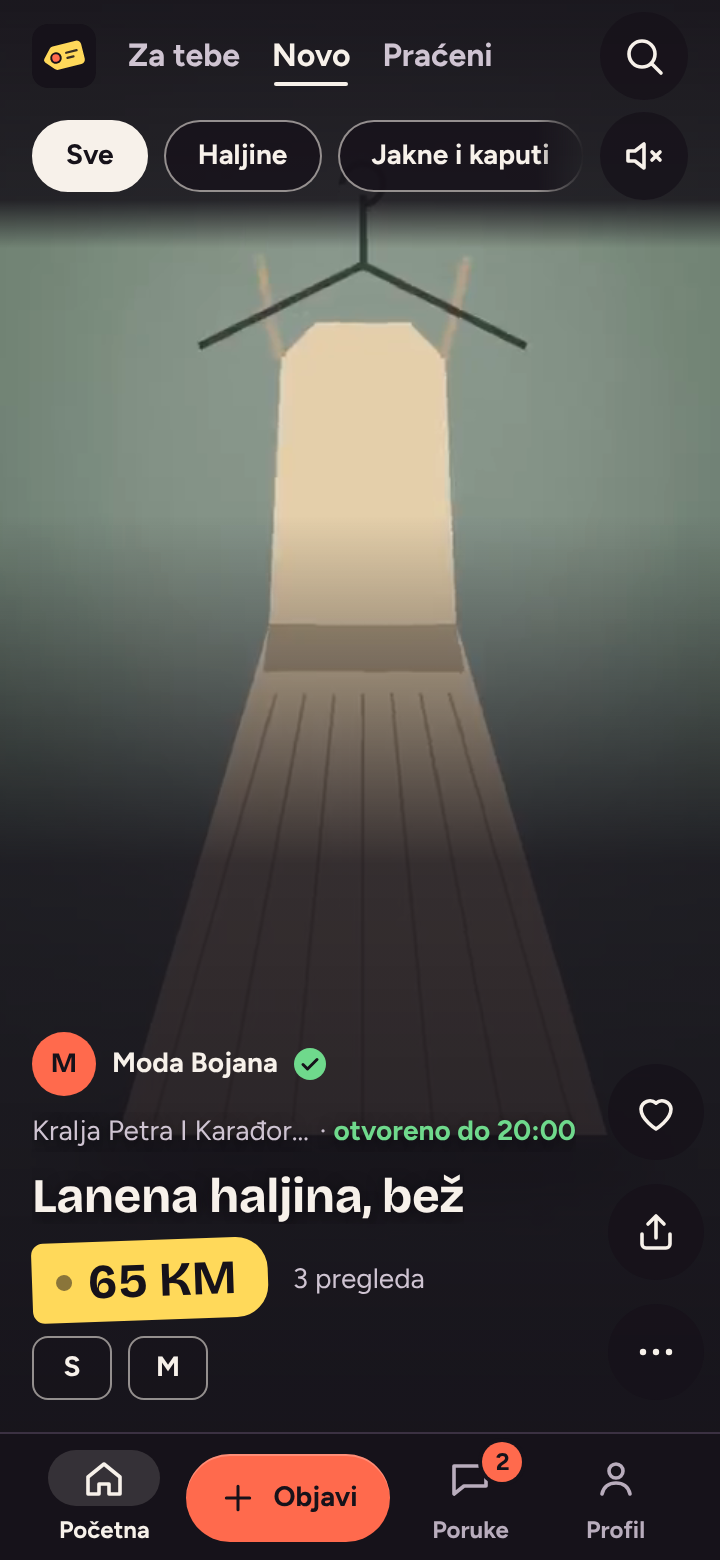 Za tebe Novo Praćeni
Sve Haljine Jakne i kaputi
M Moda Bojana
Kralja Petra I Karađor... · otvoreno do 20:00
Lanena haljina, bež
65 KM 3 pregleda
S M
Početna + Objavi Poruke 2 Profil